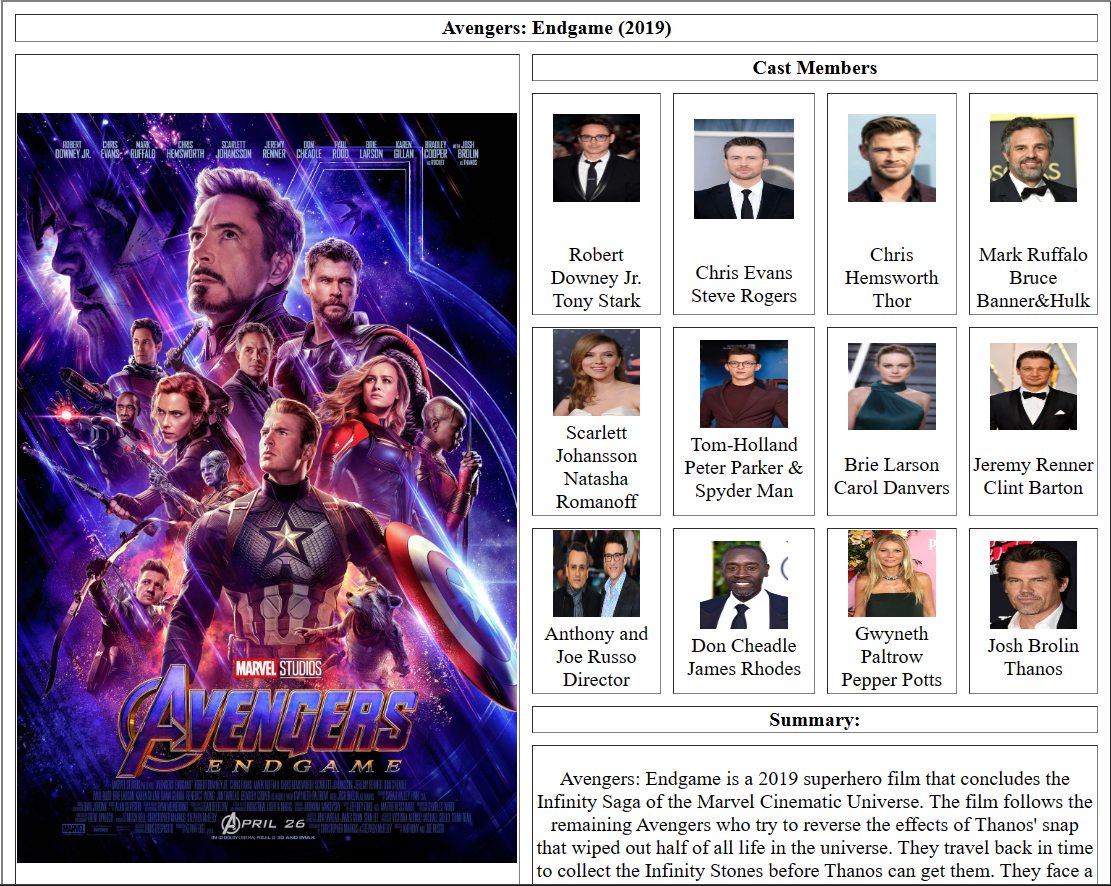 Avengers: Endgame (2019)
ROBERT DOWNEY JR.
CHRIS EVANS
MARK RUFFALO
CHRIS HEMSWORTH
SCARLETT JOHANSSON
JEREMY RENNER
DON CHEADLE
PAUL RUDD
BRIE LARSON
KAREN GILLAN
BRADLEY COOPER AS ROCKET
WITH JOSH BROLIN AS THANOS
MARVEL STUDIOS
AVENGERS
ENDGAME
APRIL 26
Cast Members
Robert
Downey Jr.
Tony Stark
Chris Evans
Steve Rogers
Chris
Hemsworth
Thor
Mark Ruffalo
Bruce
Banner&Hulk
Scarlett
Johansson
Natasha
Romanoff
Tom-Holland
Peter Parker &
Spyder Man
Brie Larson
Carol Danvers
Jeremy Renner
Clint Barton
Anthony and
Joe Russo
Director
Don Cheadle
James Rhodes
Gwyneth
Paltrow
Pepper Potts
Josh Brolin
Thanos
Summary:
Avengers: Endgame is a 2019 superhero film that concludes the
Infinity Saga of the Marvel Cinematic Universe. The film follows the
remaining Avengers who try to reverse the effects of Thanos' snap
that wiped out half of all life in the universe. They travel back in time
to collect the Infinity Stones before Thanos can get them. They face a